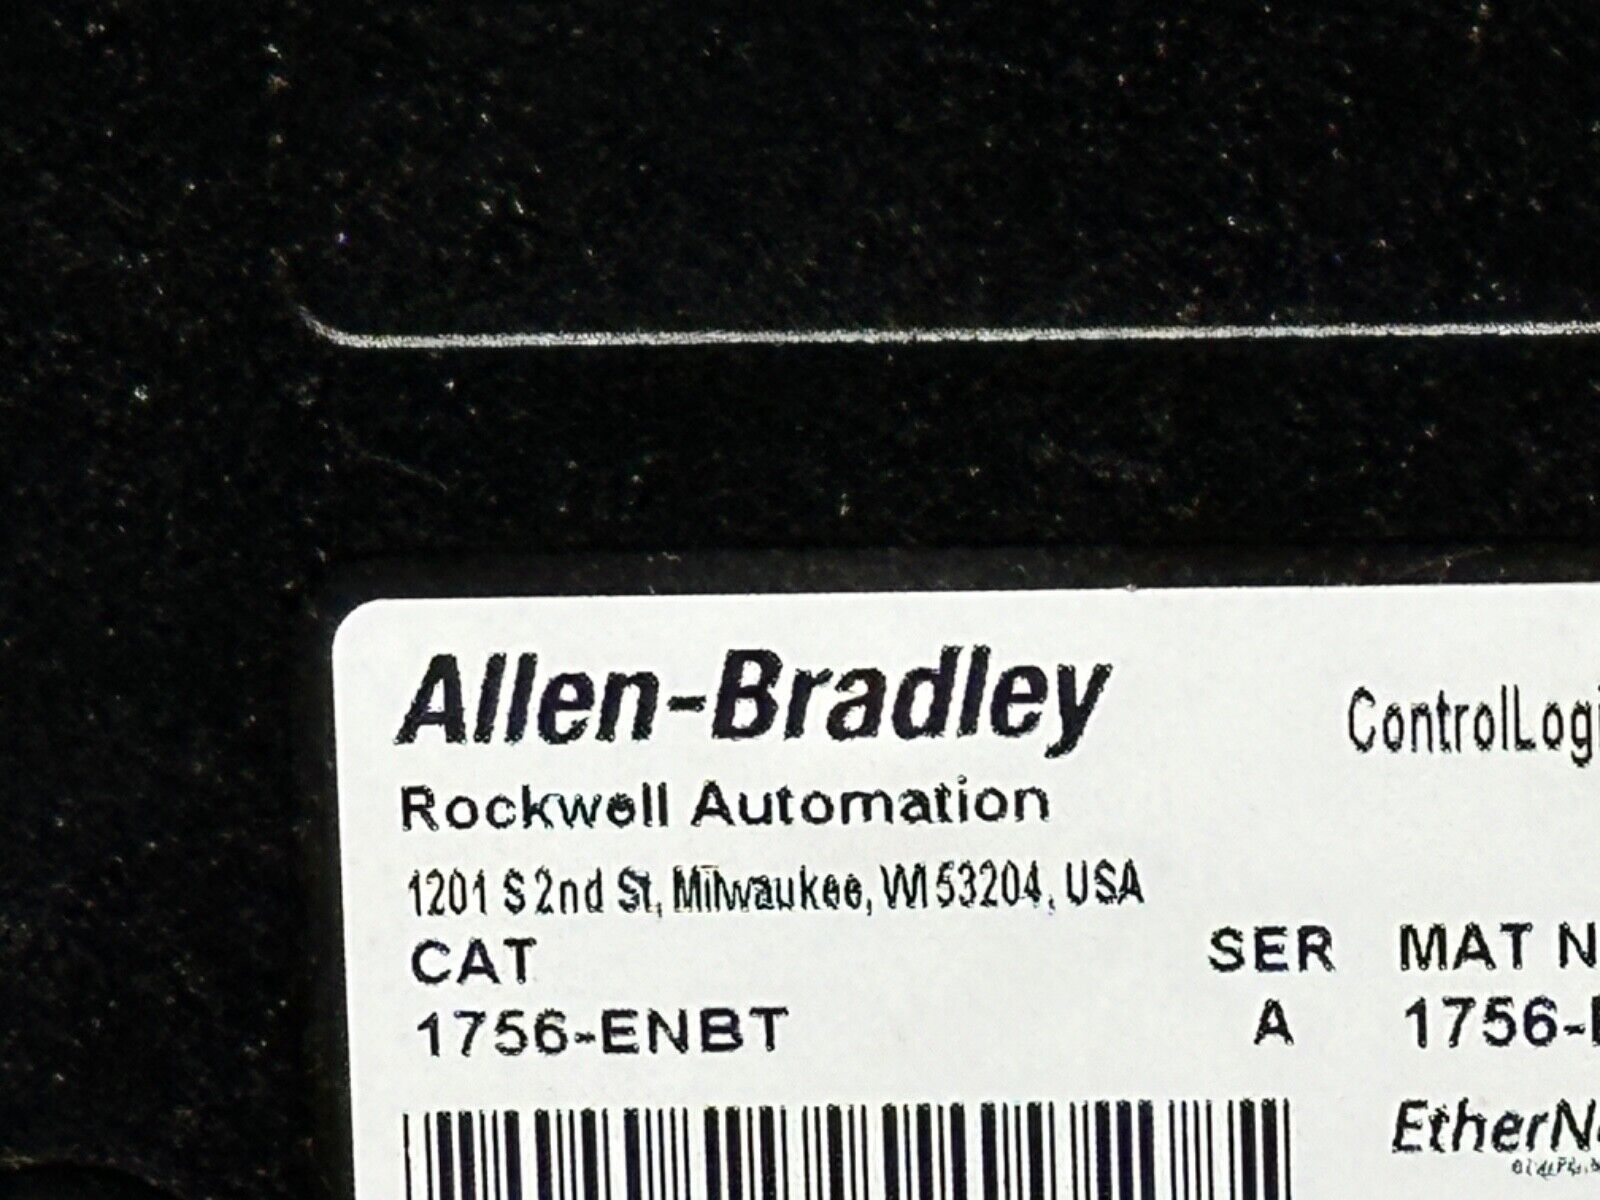 Allen-Bradley
ControlLogi
Rockwell Automation
1201 S 2nd St, Milwaukee, WI 53204, USA
CAT SER MAT N
1756-ENBT A 1756-
EtherN